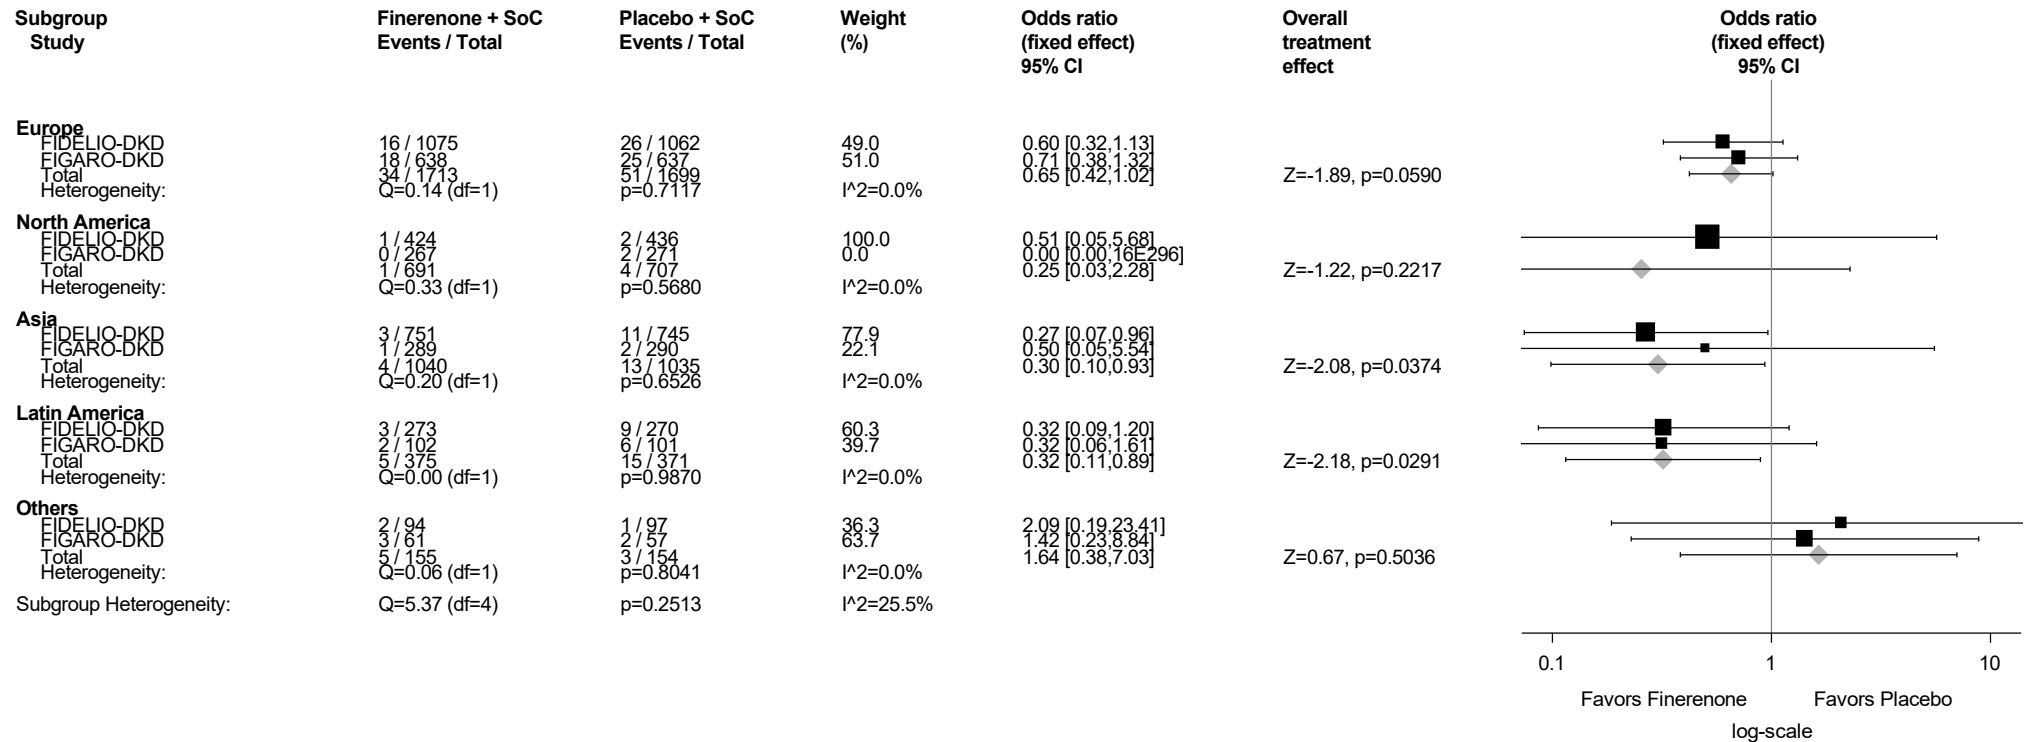 Subgroup Finerenone + SoC Placebo + SoC Weight Odds ratio Overall Odds ratio
Study Events / Total Events / Total (%) (fixed effect) treatment (fixed effect)
95% CI effect 95% CI
Europe
FIDELIO-DKD 16 / 1075 26 / 1062 49.0 0.60 [0.32,1.13]
FIGARO-DKD 18 / 638 25 / 637 51.0 0.71 [0.38,1.32]
Total 34 / 1713 51 / 1699 0.65 [0.42,1.02] Z=-1.89, p=0.0590
Heterogeneity: Q=0.14 (df=1) p=0.7117 I^2=0.0%
North America
FIDELIO-DKD 1 / 424 2 / 436 100.0 0.51 [0.05,5.68]
FIGARO-DKD 0 / 267 2 / 271 0.0 0.00 [0.00,16E296]
Total 1 / 691 4 / 707 0.25 [0.03,2.28] Z=-1.22, p=0.2217
Heterogeneity: Q=0.33 (df=1) p=0.5680 I^2=0.0%
Asia
FIDELIO-DKD 3 / 751 11 / 745 77.9 0.27 [0.07,0.96]
FIGARO-DKD 1 / 289 2 / 290 22.1 0.50 [0.05,5.54]
Total 4 / 1040 13 / 1035 0.30 [0.10,0.93] Z=-2.08, p=0.0374
Heterogeneity: Q=0.20 (df=1) p=0.6526 I^2=0.0%
Latin America
FIDELIO-DKD 3 / 273 9 / 270 60.3 0.32 [0.09,1.20]
FIGARO-DKD 2 / 102 6 / 101 39.7 0.32 [0.06,1.61]
Total 5 / 375 15 / 371 0.32 [0.11,0.89] Z=-2.18, p=0.0291
Heterogeneity: Q=0.00 (df=1) p=0.9870 I^2=0.0%
Others
FIDELIO-DKD 2 / 94 1 / 97 36.3 2.09 [0.19,23.41]
FIGARO-DKD 3 / 61 2 / 57 63.7 1.42 [0.23,8.84]
Total 5 / 155 3 / 154 1.64 [0.38,7.03] Z=0.67, p=0.5036
Heterogeneity: Q=0.06 (df=1) p=0.8041 I^2=0.0%
Subgroup Heterogeneity: Q=5.37 (df=4) p=0.2513 I^2=25.5%
0.1 1 10
Favors Finerenone Favors Placebo
log-scale